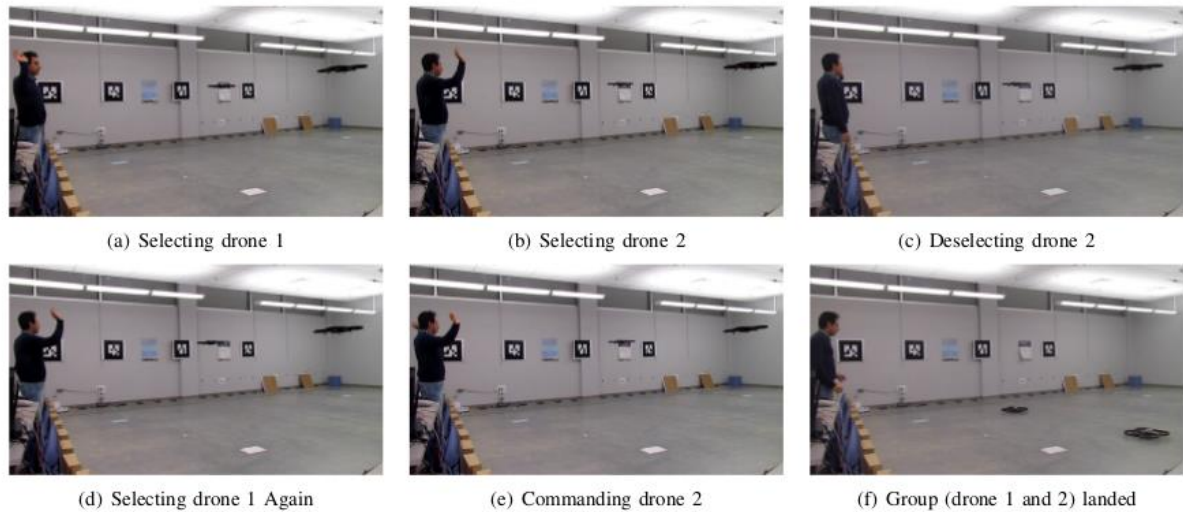 (a) Selecting drone 1
(b) Selecting drone 2
(c) Deselecting drone 2
(d) Selecting drone 1 Again
(e) Commanding drone 2
(f) Group (drone 1 and 2) landed